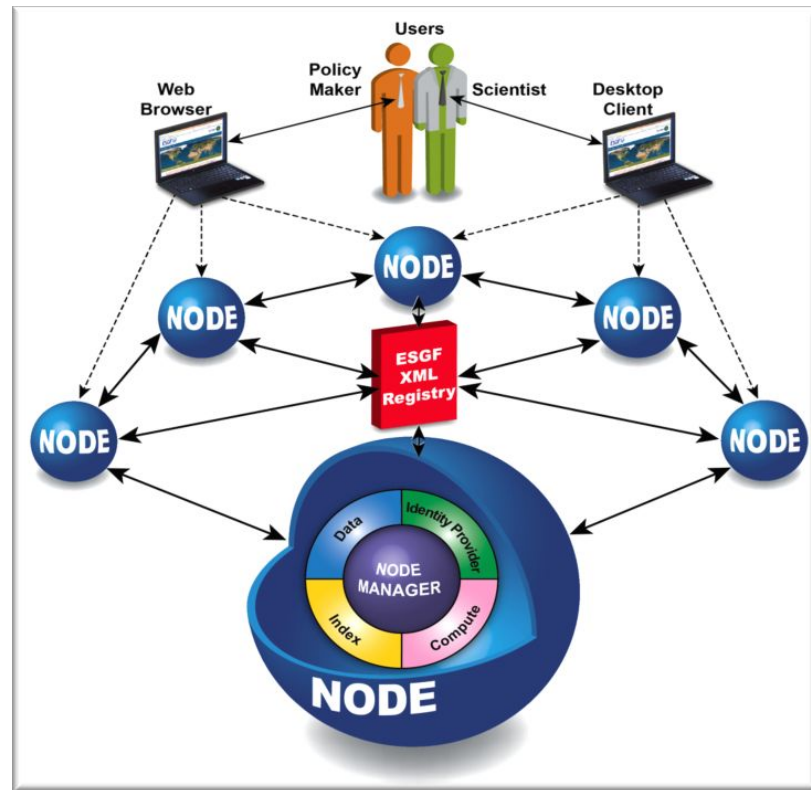 Users
Policy
Maker
Scientist
Web
Browser
Desktop
Client
NODE
NODE
NODE
ESGF
XML
Registry
NODE
NODE
Data
Identity Provider
NODE
MANAGER
Index
Compute
NODE